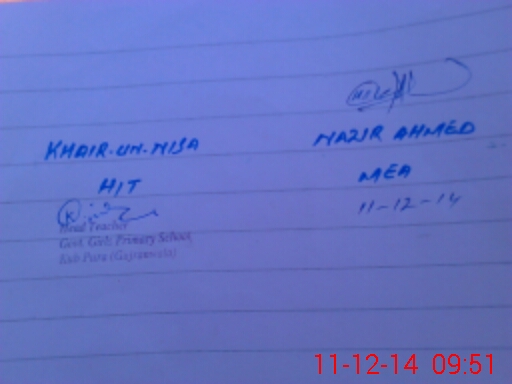 KHAIR-UN-NISA
HIT
Head Teacher
Govt. Girls Primary School
(Gujranwala)
NAZIR AHMED
MEA
11-12-14
11-12-14 09:51